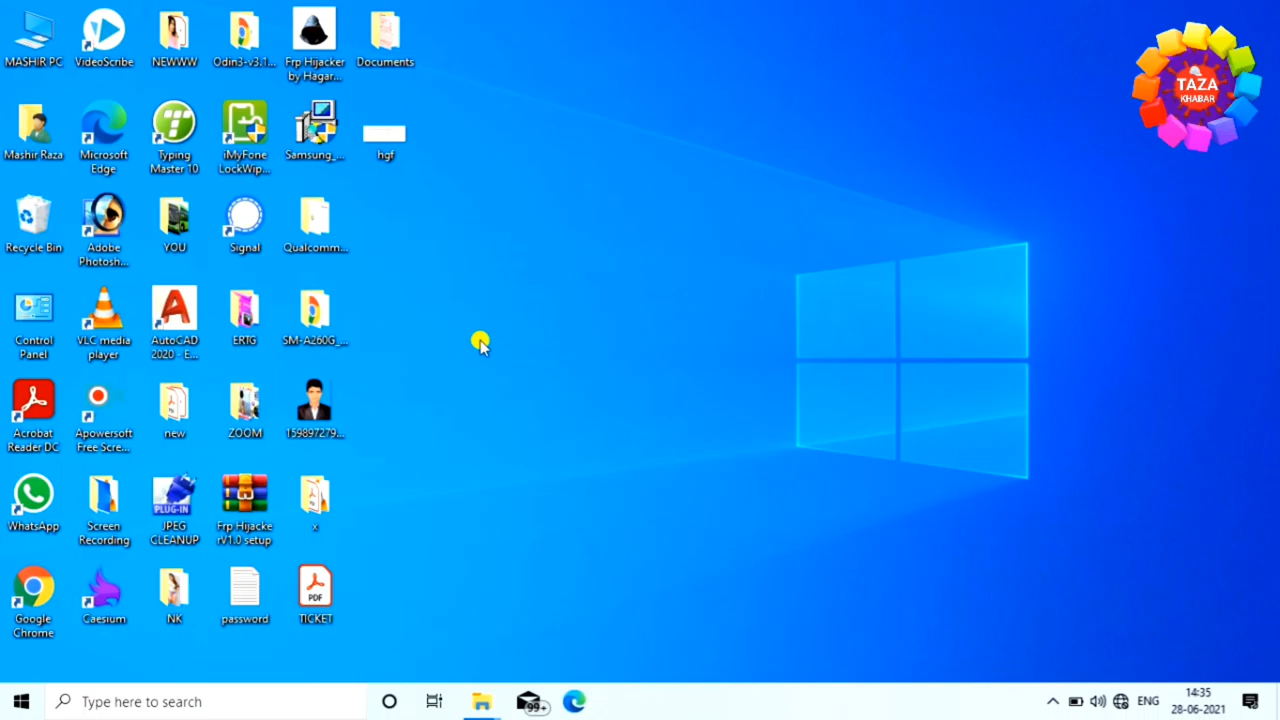 MASHIR PC
VideoScribe
NEWWW
Odin3-v3.1...
Frp Hijacker
by Hagar...
Documents
TAZA
KHABAR
Mashir Raza
Microsoft
Edge
Typing
Master 10
iMyFone
LockWip...
Samsung_...
hgf
Recycle Bin
Adobe
Photosh...
YOU
Signal
Qualcomm...
Control
Panel
VLC media
player
AutoCAD
2020 - E...
ERTG
SM-A260G_...
Acrobat
Reader DC
Apowersoft
Free Scre...
new
ZOOM
159897279...
WhatsApp
Screen
Recording
PLUG-IN
JPEG
CLEANUP
Frp Hijacke
rV1.0 setup
x
Google
Chrome
Caesium
NK
password
PDF
TICKET
Type here to search
99+
ENG
14:35
28-06-2021